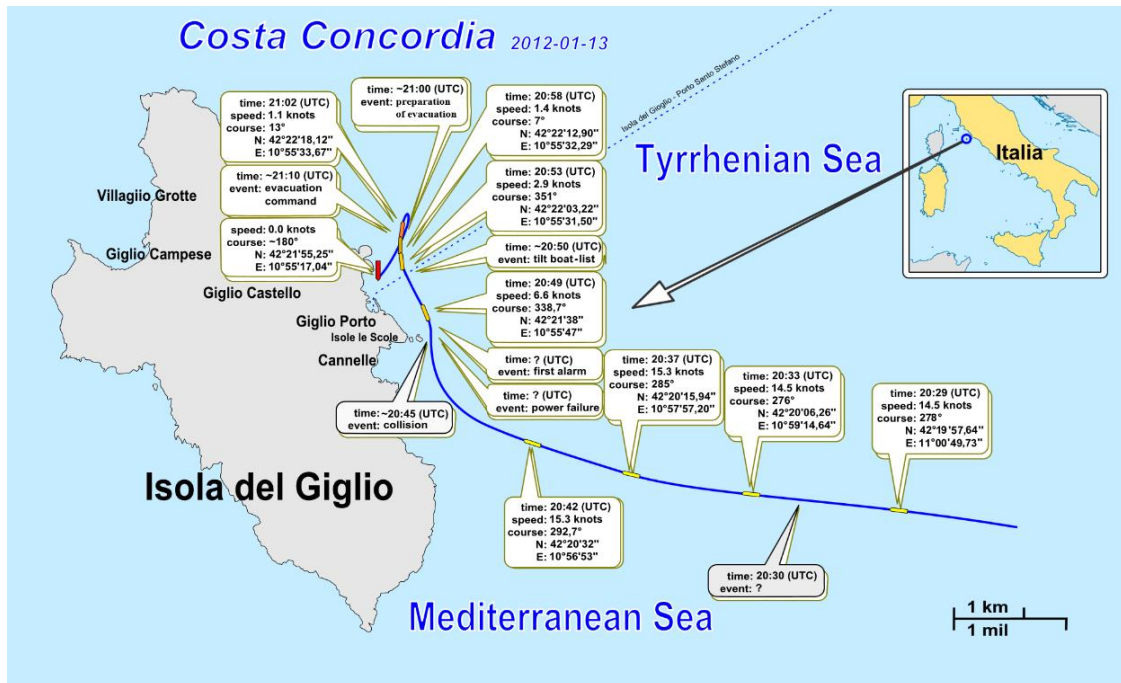 Costa Concordia 2012-01-13
time: 21:02 (UTC)
speed: 1.1 knots
course: 13°
N: 42°22'18,12"
E: 10°55'33,67"
time: ~21:00 (UTC)
event: preparation
of evacuation
time: 20:58 (UTC)
speed: 1.4 knots
course: 7°
N: 42°22'12,90"
E: 10°55'32,29"
Isola del Gioglio - Porto Santo Stefano
Tyrrhenian Sea
Italia
time: ~21:10 (UTC)
event: evacuation
command
time: 20:53 (UTC)
speed: 2.9 knots
course: 351°
N: 42°22'03,22"
E: 10°55'31,50"
Villagiio Grotte
speed: 0.0 knots
course: ~180°
N: 42°21'55,25"
E: 10°55'17,04"
time: ~20:50 (UTC)
event: tilt boat-list
Giglio Campese
Giglio Castello
time: 20:49 (UTC)
speed: 6.6 knots
course: 338,7°
N: 42°21'38"
E: 10°55'47"
Giglio Porto
Isole le Scole
Cannelle
time: ? (UTC)
event: first alarm
time: ? (UTC)
event: power failure
time: 20:37 (UTC)
speed: 15.3 knots
course: 285°
N: 42°20'15,94"
E: 10°57'57,20"
time: 20:33 (UTC)
speed: 14.5 knots
course: 276°
N: 42°20'06,26"
E: 10°59'14,64"
time: 20:29 (UTC)
speed: 14.5 knots
course: 278°
N: 42°19'57,64"
E: 11°00'49,73"
time: ~20:45 (UTC)
event: collision
Isola del Giglio
time: 20:42 (UTC)
speed: 15.3 knots
course: 292,7°
N: 42°20'32"
E: 10°56'53"
time: 20:30 (UTC)
event: ?
Mediterranean Sea
1 km
1 mil